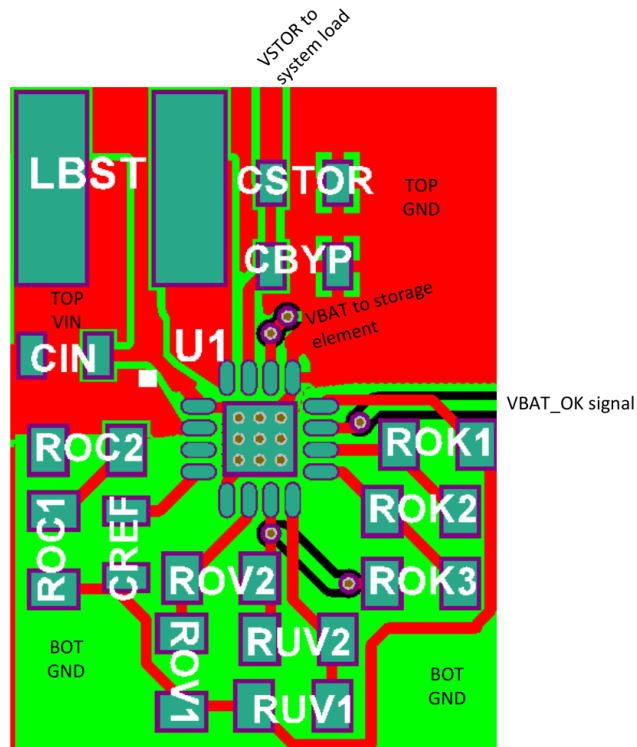 VSTOR to
system load
LBST
CSTOR
TOP
GND
CBYP
TOP
VIN
VBAT to storage
element
U1
CIN
VBAT_OK signal
ROC2
ROK1
ROC1
CREF
ROK2
ROV2
ROK3
BOT
GND
ROV1
RUV2
BOT
GND
RUV1